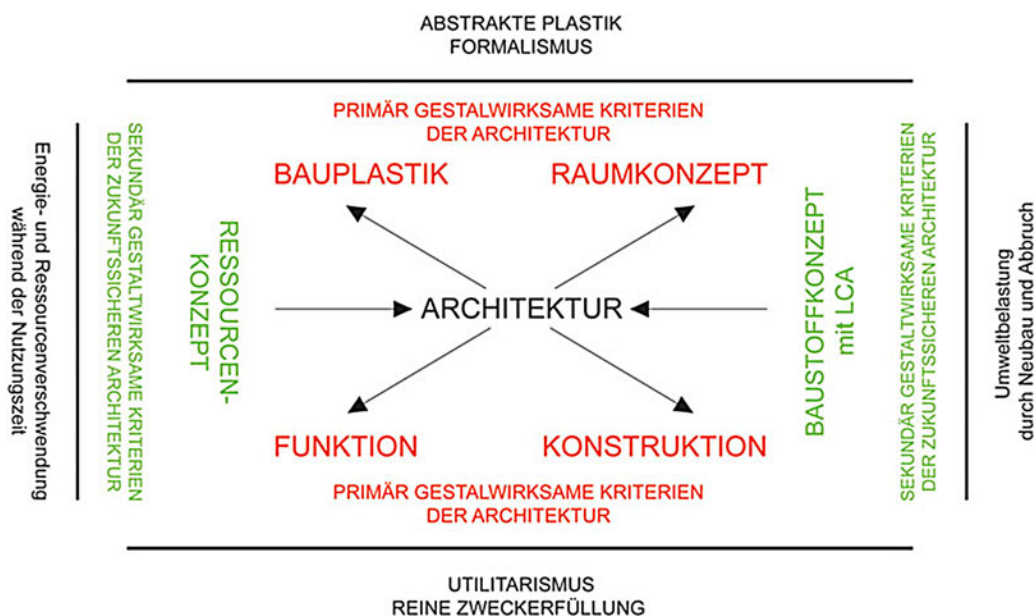 ABSTRAKTE PLASTIK
FORMALISMUS
PRIMÄR GESTALWIRKSAME KRITERIEN
DER ARCHITEKTUR
BAUPLASTIK
RAUMKONZEPT
Energie- und Ressourcenverschwendung
während der Nutzungszeit
SEKUNDÄR GESTALTWIRKSAME KRITERIEN
DER ZUKUNFTSSICHEREN ARCHITEKTUR
RESSOURCEN-
KONZEPT
ARCHITEKTUR
BAUSTOFFKONZEPT
mit LCA
SEKUNDÄR GESTALTWIRKSAME KRITERIEN
DER ZUKUNFTSSICHEREN ARCHITEKTUR
Umweltbelastung
durch Neubau und Abbruch
FUNKTION
KONSTRUKTION
PRIMÄR GESTALWIRKSAME KRITERIEN
DER ARCHITEKTUR
UTILITARISMUS
REINE ZWECKERFÜLLUNG